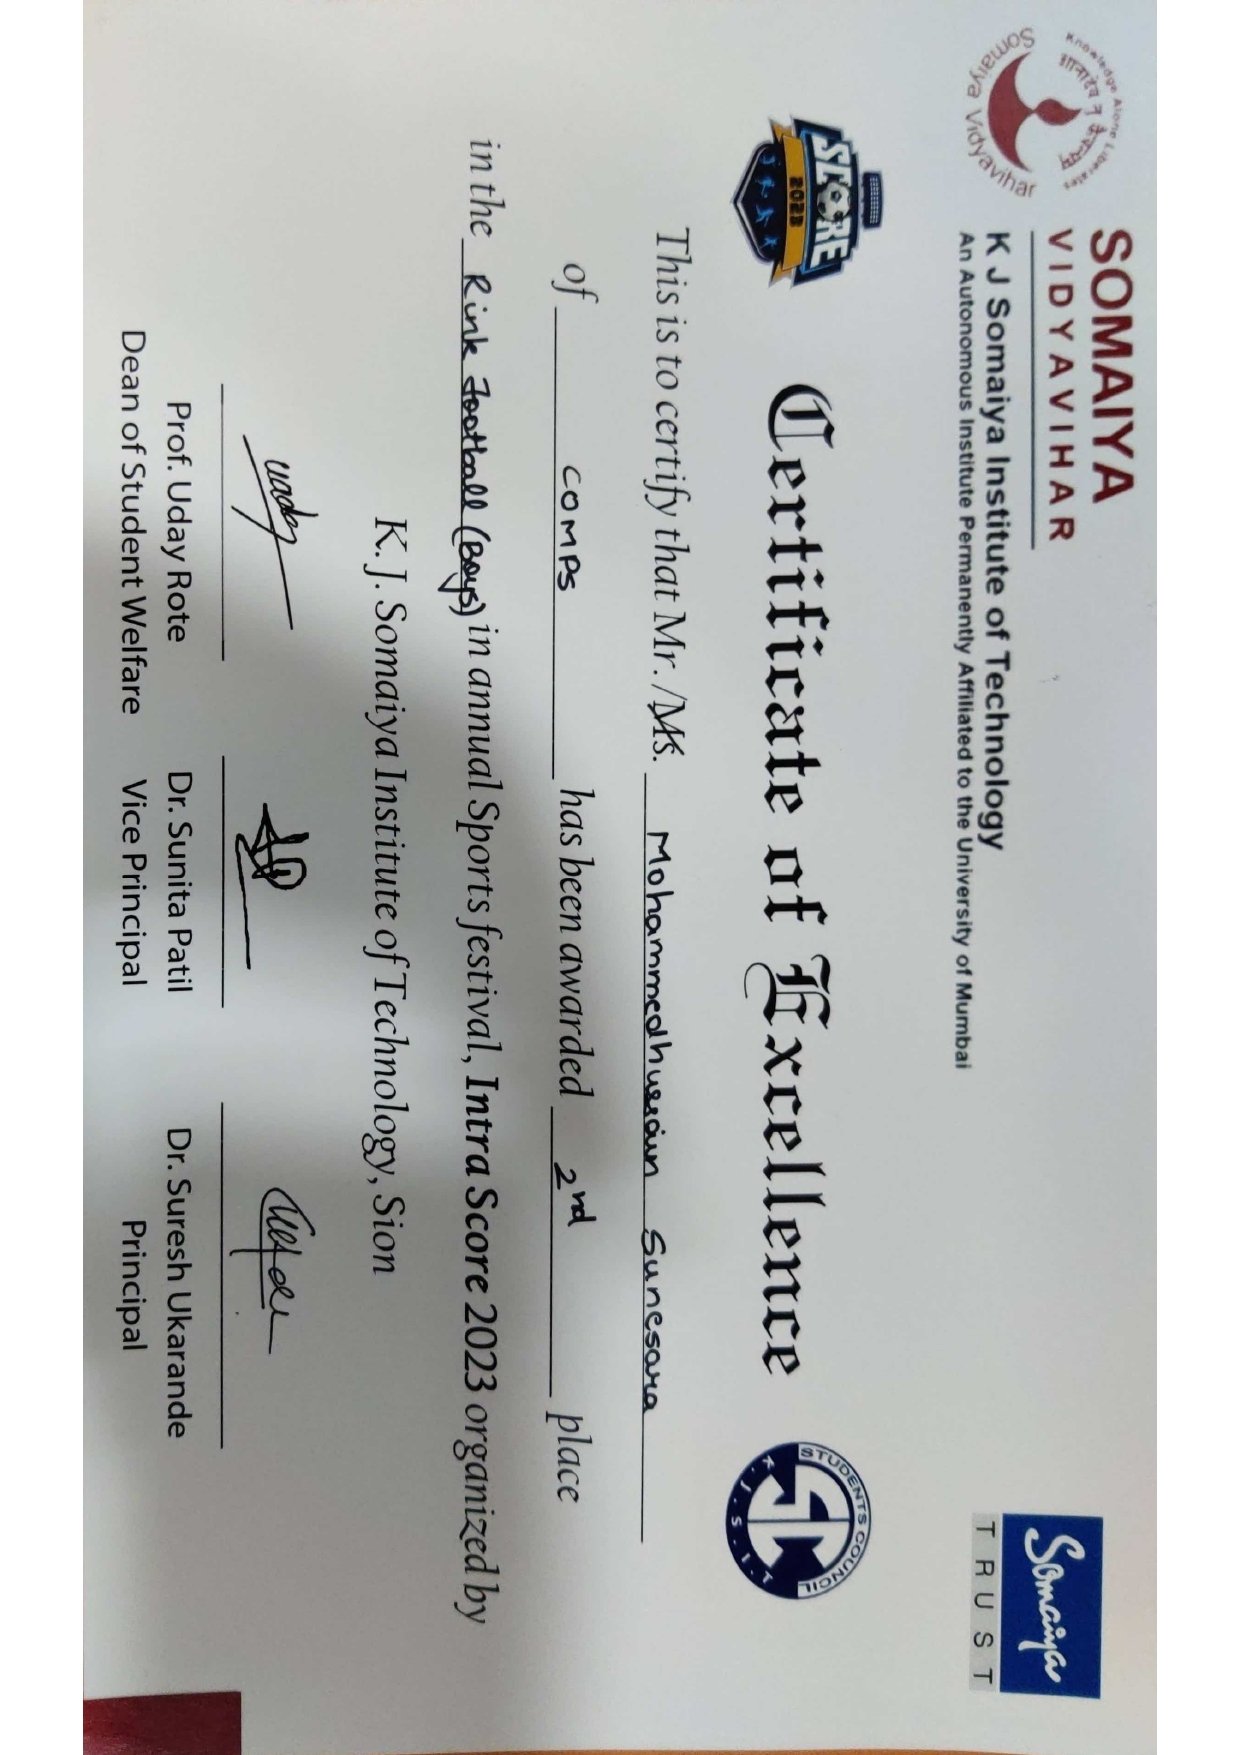 Knowledge Alone Liberates
ज्ञानादेव तु कैवल्यम्
Somaiya Vidyavihar
SOMAIYA
VIDYAVIHAR
K J Somaiya Institute of Technology
An Autonomous Institute Permanently Affiliated to the University of Mumbai
Somaiya
TRUST
SCORE
2023
Certificate of Excellence
STUDENTS COUNCIL
SC
K.J.S.I.T
This is to certify that Mr. /Ms. Mohammedhussain Sunesara
of COMPS has been awarded 2nd place
in the Rink Football (Boys) in annual Sports festival, Intra Score 2023 organized by
K. J. Somaiya Institute of Technology, Sion
Prof. Uday Rote
Dean of Student Welfare
Dr. Sunita Patil
Vice Principal
Dr. Suresh Ukarande
Principal